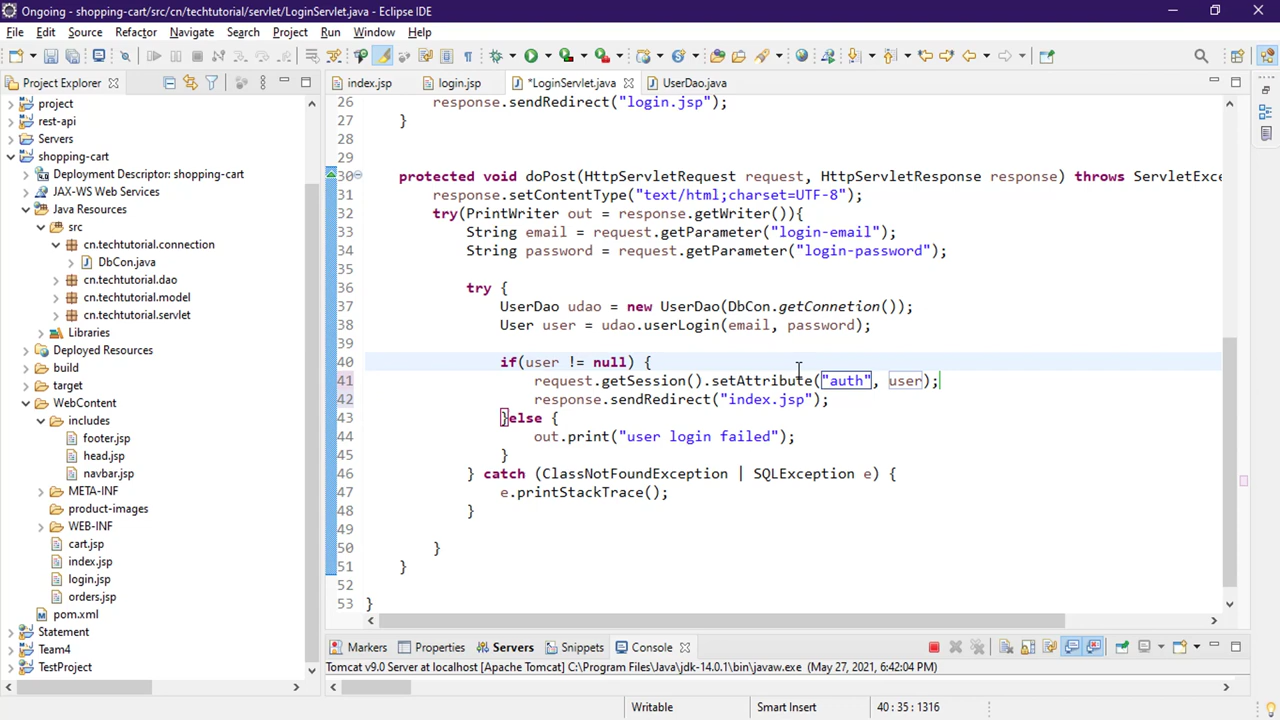 Ongoing - shopping-cart/src/cn/techtutorial/servlet/LoginServlet.java - Eclipse IDE
File Edit Source Refactor Navigate Search Project Run Window Help
Project Explorer
index.jsp
login.jsp
*LoginServlet.java
UserDao.java
project
rest-api
Servers
shopping-cart
Deployment Descriptor: shopping-cart
JAX-WS Web Services
Java Resources
src
cn.techtutorial.connection
DbCon.java
cn.techtutorial.dao
cn.techtutorial.model
cn.techtutorial.servlet
Libraries
Deployed Resources
build
target
WebContent
includes
footer.jsp
head.jsp
navbar.jsp
META-INF
product-images
WEB-INF
cart.jsp
index.jsp
login.jsp
orders.jsp
pom.xml
Statement
Team4
TestProject
26 response.sendRedirect("login.jsp");
27 }
28
29
30 protected void doPost(HttpServletRequest request, HttpServletResponse response) throws ServletExce
31 response.setContentType("text/html;charset=UTF-8");
32 try(PrintWriter out = response.getWriter()){
33 String email = request.getParameter("login-email");
34 String password = request.getParameter("login-password");
35
36 try {
37 UserDao udao = new UserDao(DbCon.getConnetion());
38 User user = udao.userLogin(email, password);
39
40 if(user != null) {
41 request.getSession().setAttribute("auth", user);
42 response.sendRedirect("index.jsp");
43 }else {
44 out.print("user login failed");
45 }
46 } catch (ClassNotFoundException | SQLException e) {
47 e.printStackTrace();
48 }
49
50 }
51 }
52
53 }
Markers Properties Servers Snippets Console
Tomcat v9.0 Server at localhost [Apache Tomcat] C:\Program Files\Java\jdk-14.0.1\bin\javaw.exe (May 27, 2021, 6:42:04 PM)
Writable Smart Insert 40 : 35 : 1316